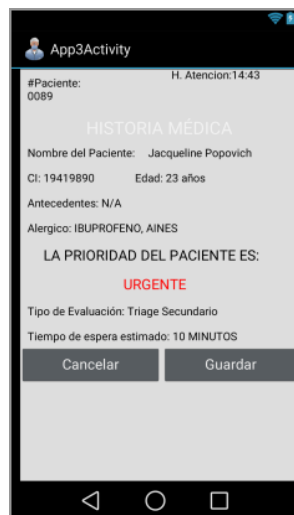 App3Activity
#Paciente: H. Atencion:14:43
0089
HISTORIA MÉDICA
Nombre del Paciente: Jacqueline Popovich
CI: 19419890 Edad: 23 años
Antecedentes: N/A
Alergico: IBUPROFENO, AINES
LA PRIORIDAD DEL PACIENTE ES:
URGENTE
Tipo de Evaluación: Triage Secundario
Tiempo de espera estimado: 10 MINUTOS
Cancelar Guardar